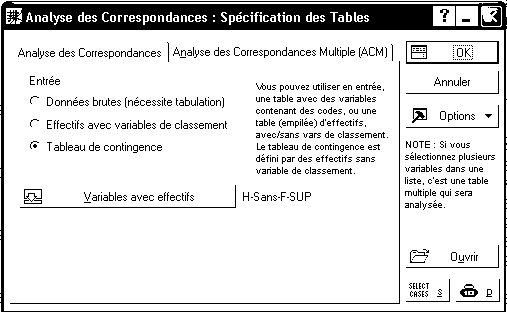 Analyse des Correspondances : Spécification des Tables
Analyse des Correspondances
Analyse des Correspondances Multiple (ACM)
Entrée
Données brutes (nécessite tabulation)
Effectifs avec variables de classement
Tableau de contingence
Vous pouvez utiliser en entrée,
une table avec des variables
contenant des codes, ou une
table (empilée) d'effectifs,
avec/sans vars de classement.
Le tableau de contingence est
défini par des effectifs sans
variable de classement.
Variables avec effectifs
H-Sans-F-SUP
OK
Annuler
Options
NOTE : Si vous
sélectionnez plusieurs
variables dans une
liste, c'est une table
multiple qui sera
analysée.
Ouvrir
SELECT
CASES S
D